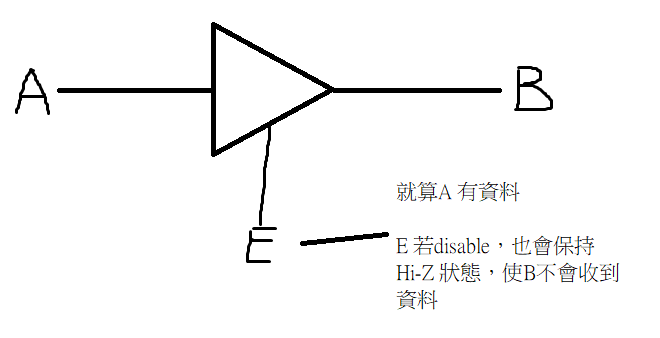 A
B
E
就算A 有資料
E 若disable，也會保持
Hi-Z 狀態，使B不會收到
資料